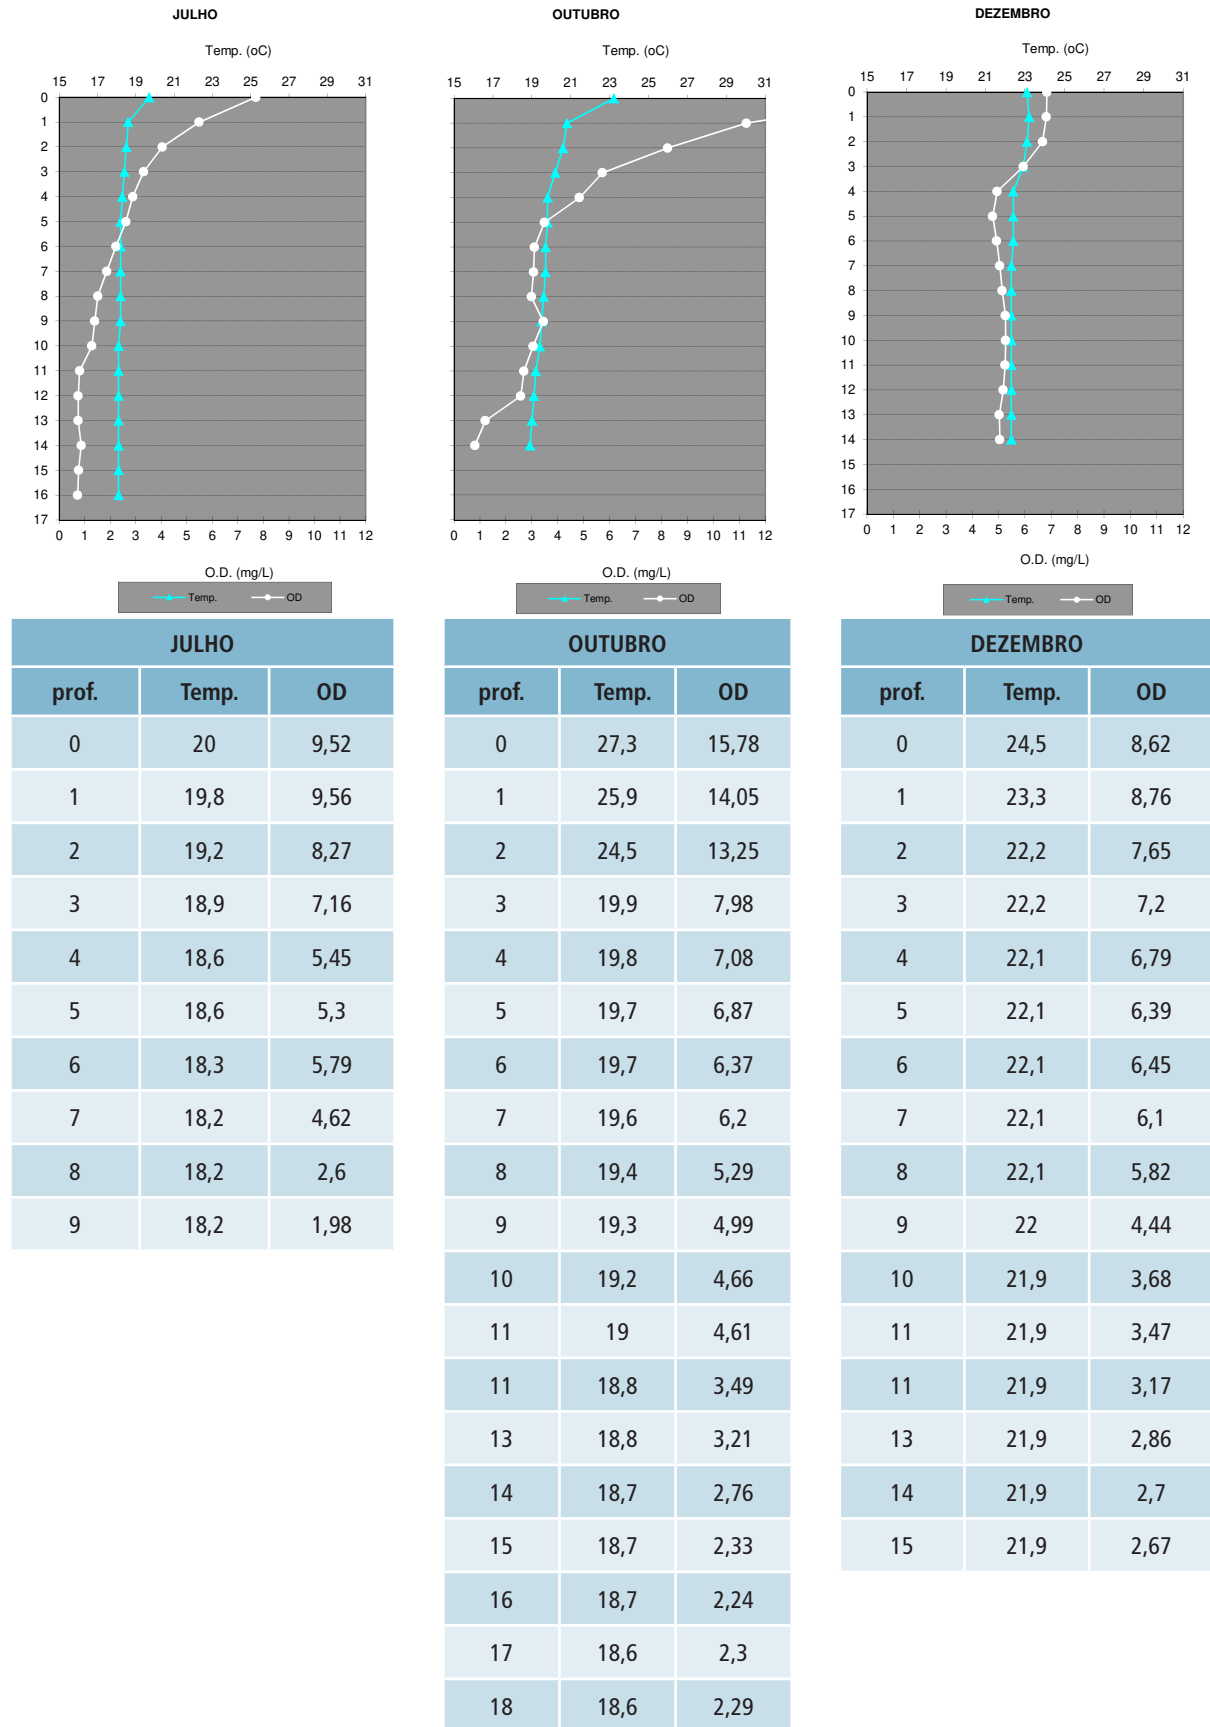 JULHO
Temp. (oC)
15 17 19 21 23 25 27 29 31
0
1
2
3
4
5
6
7
8
9
10
11
12
13
14
15
16
17
0 1 2 3 4 5 6 7 8 9 10 11 12
O.D. (mg/L)
Temp. OD
OUTUBRO
Temp. (oC)
15 17 19 21 23 25 27 29 31
0 1 2 3 4 5 6 7 8 9 10 11 12
O.D. (mg/L)
Temp. OD
DEZEMBRO
Temp. (oC)
15 17 19 21 23 25 27 29 31
0
1
2
3
4
5
6
7
8
9
10
11
12
13
14
15
16
17
0 1 2 3 4 5 6 7 8 9 10 11 12
O.D. (mg/L)
Temp. OD
JULHO
prof. Temp. OD
0 20 9,52
1 19,8 9,56
2 19,2 8,27
3 18,9 7,16
4 18,6 5,45
5 18,6 5,3
6 18,3 5,79
7 18,2 4,62
8 18,2 2,6
9 18,2 1,98
OUTUBRO
prof. Temp. OD
0 27,3 15,78
1 25,9 14,05
2 24,5 13,25
3 19,9 7,98
4 19,8 7,08
5 19,7 6,87
6 19,7 6,37
7 19,6 6,2
8 19,4 5,29
9 19,3 4,99
10 19,2 4,66
11 19 4,61
11 18,8 3,49
13 18,8 3,21
14 18,7 2,76
15 18,7 2,33
16 18,7 2,24
17 18,6 2,3
18 18,6 2,29
DEZEMBRO
prof. Temp. OD
0 24,5 8,62
1 23,3 8,76
2 22,2 7,65
3 22,2 7,2
4 22,1 6,79
5 22,1 6,39
6 22,1 6,45
7 22,1 6,1
8 22,1 5,82
9 22 4,44
10 21,9 3,68
11 21,9 3,47
11 21,9 3,17
13 21,9 2,86
14 21,9 2,7
15 21,9 2,67